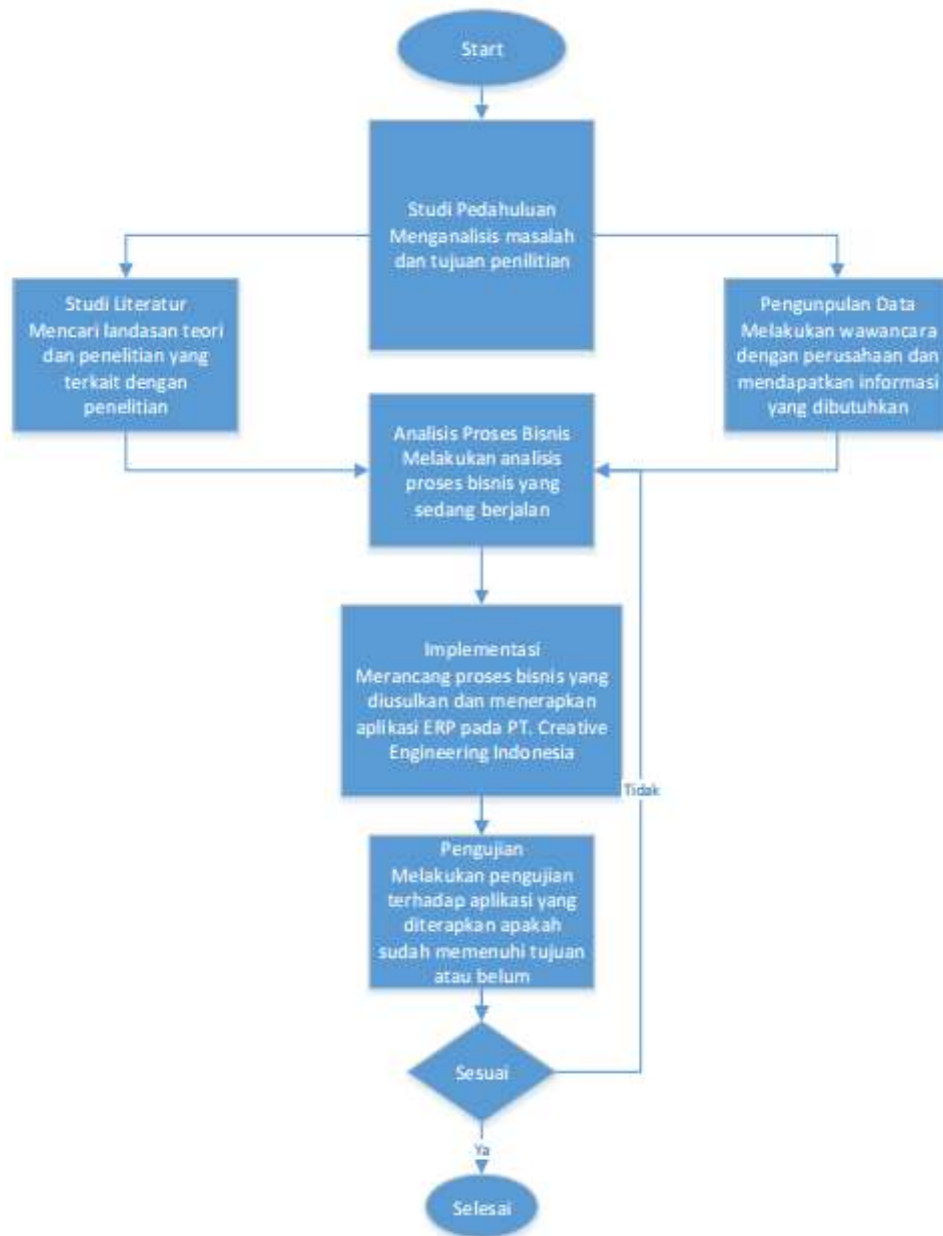 Start
Studi Pedahuluan
Menganalisis masalah
dan tujuan penilitian
Studi Literatur
Mencari landasan teori
dan penelitian yang
terkait dengan
penelitian
Pengunpulan Data
Melakukan wawancara
dengan perusahaan dan
mendapatkan informasi
yang dibutuhkan
Analisis Proses Bisnis
Melakukan analisis
proses bisnis yang
sedang berjalan
Implementasi
Merancang proses bisnis yang
diusulkan dan menerapkan
aplikasi ERP pada PT. Creative
Engineering Indonesia
Tidak
Pengujian
Melakukan pengujian
terhadap aplikasi yang
diterapkan apakah
sudah memenuhi tujuan
atau belum
Sesuai
Ya
Selesai